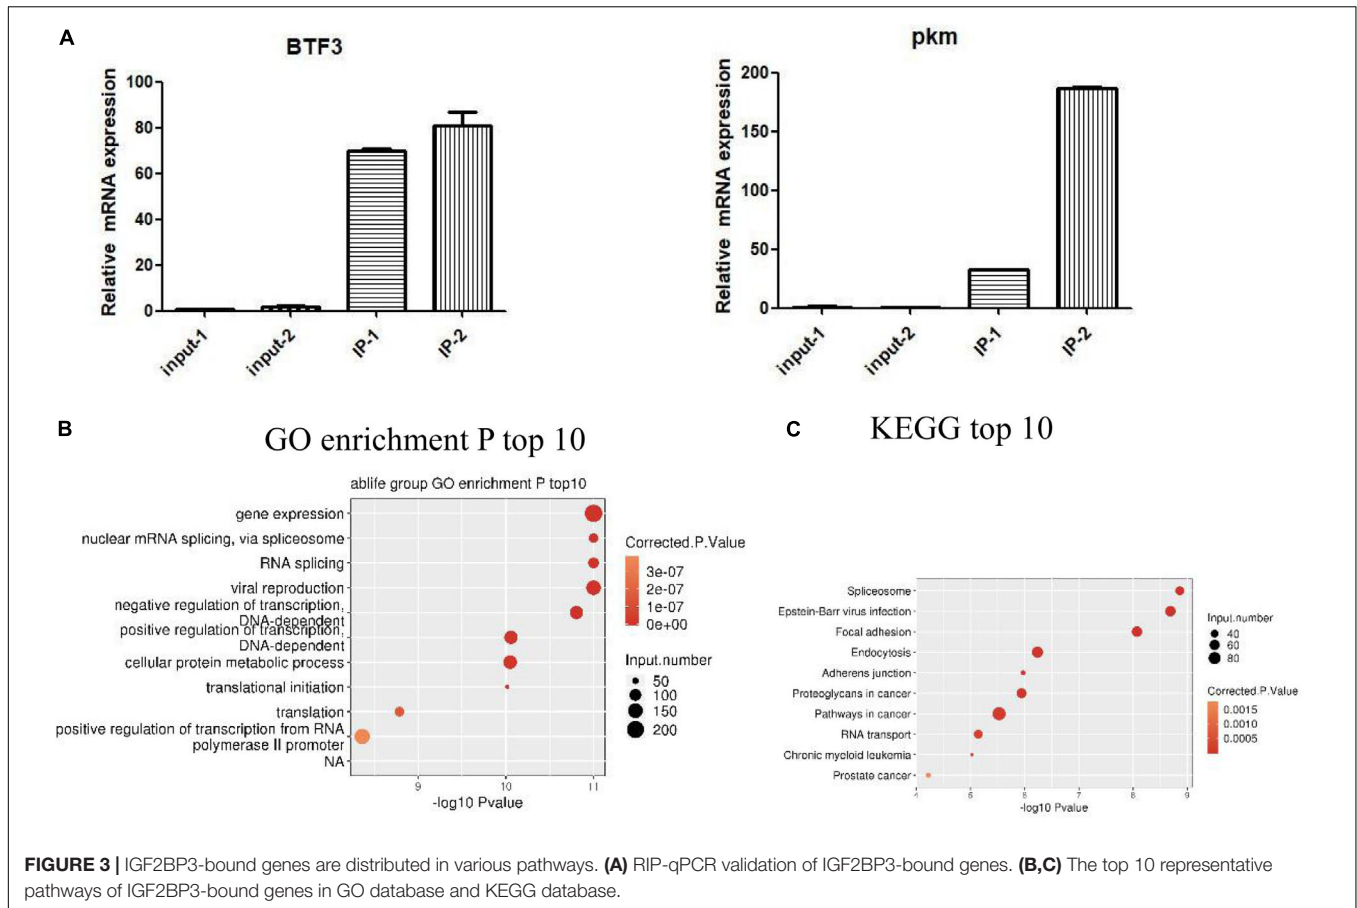 A
BTF3
Relative mRNA expression
100
80
60
40
20
0
input-1
input-2
IP-1
IP-2
pkm
Relative mRNA expression
200
150
100
50
0
input-1
input-2
IP-1
IP-2
B
GO enrichment P top 10
ablife group GO enrichment P top10
gene expression
nuclear mRNA splicing, via spliceosome
RNA splicing
viral reproduction
negative regulation of transcription,
DNA-dependent
positive regulation of transcription,
DNA-dependent
cellular protein metabolic process
translational initiation
translation
positive regulation of transcription from RNA
polymerase II promoter
NA
9
10
11
-log10 Pvalue
Corrected.P.Value
3e-07
2e-07
1e-07
0e+00
Input.number
50
100
150
200
C
KEGG top 10
Spliceosome
Epstein-Barr virus infection
Focal adhesion
Endocytosis
Adherens junction
Proteoglycans in cancer
Pathways in cancer
RNA transport
Chronic myeloid leukemia
Prostate cancer
4
5
6
7
8
9
-log10 Pvalue
Input.number
40
60
80
Corrected.P.Value
0.0015
0.0010
0.0005
FIGURE 3 | IGF2BP3-bound genes are distributed in various pathways. (A) RIP-qPCR validation of IGF2BP3-bound genes. (B,C) The top 10 representative
pathways of IGF2BP3-bound genes in GO database and KEGG database.